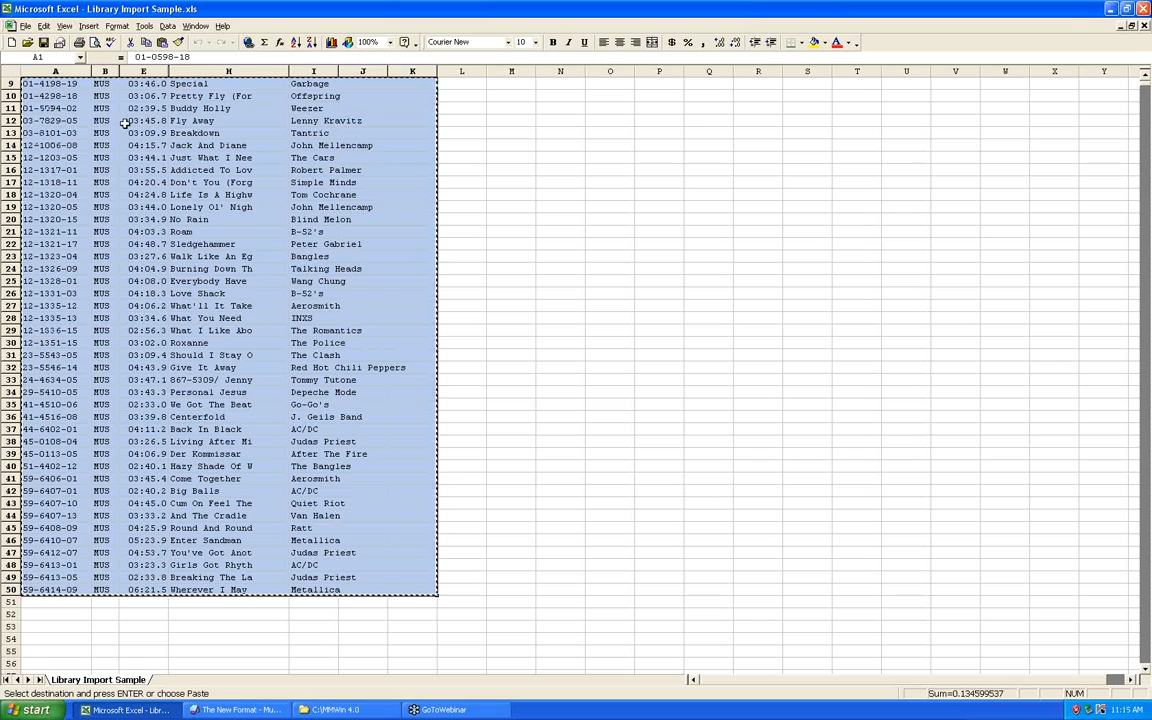 Microsoft Excel - Library Import Sample.xls
File Edit View Insert Format Tools Data Window Help
100% Courier New 10 B I U $ % ,
A1 = 01-0598-18
A B E H I J K L M N O P Q R S T U V W X Y
9 01-4198-19 MUS 03:46.0 Special Garbage
10 01-4298-18 MUS 03:06.7 Pretty Fly (For Offspring
11 01-5594-02 MUS 02:39.5 Buddy Holly Weezer
12 03-7829-05 MUS 03:45.8 Fly Away Lenny Kravitz
13 03-8101-03 MUS 03:09.9 Breakdown Tantric
14 12-1006-08 MUS 04:15.7 Jack And Diane John Mellencamp
15 12-1203-05 MUS 03:44.1 Just What I Nee The Cars
16 12-1317-01 MUS 03:55.5 Addicted To Lov Robert Palmer
17 12-1318-11 MUS 04:20.4 Don't You (Forg Simple Minds
18 12-1320-04 MUS 04:24.8 Life Is A Highw Tom Cochrane
19 12-1320-05 MUS 03:44.0 Lonely Ol' Nigh John Mellencamp
20 12-1320-15 MUS 03:34.9 No Rain Blind Melon
21 12-1321-11 MUS 04:03.3 Roam B-52's
22 12-1321-17 MUS 04:48.7 Sledgehammer Peter Gabriel
23 12-1323-04 MUS 03:27.6 Walk Like An Eg Bangles
24 12-1326-09 MUS 04:04.9 Burning Down Th Talking Heads
25 12-1328-01 MUS 04:08.0 Everybody Have Wang Chung
26 12-1331-03 MUS 04:18.3 Love Shack B-52's
27 12-1335-12 MUS 04:06.2 What'll It Take Aerosmith
28 12-1335-13 MUS 03:34.6 What You Need INXS
29 12-1336-15 MUS 02:56.3 What I Like Abo The Romantics
30 12-1351-15 MUS 03:02.0 Roxanne The Police
31 23-5543-05 MUS 03:09.4 Should I Stay O The Clash
32 23-5546-14 MUS 04:43.9 Give It Away Red Hot Chili Peppers
33 24-4634-05 MUS 03:47.1 867-5309/ Jenny Tommy Tutone
34 29-5410-05 MUS 03:43.3 Personal Jesus Depeche Mode
35 41-4510-06 MUS 02:33.0 We Got The Beat Go-Go's
36 41-4516-08 MUS 03:39.8 Centerfold J. Geils Band
37 44-6402-01 MUS 04:11.2 Back In Black AC/DC
38 45-0108-04 MUS 03:26.5 Living After Mi Judas Priest
39 45-0113-05 MUS 04:06.9 Der Kommissar After The Fire
40 51-4402-12 MUS 02:40.1 Hazy Shade Of W The Bangles
41 59-6406-01 MUS 03:45.4 Come Together Aerosmith
42 59-6407-01 MUS 02:40.2 Big Balls AC/DC
43 59-6407-10 MUS 04:45.0 Cum On Feel The Quiet Riot
44 59-6407-13 MUS 03:33.2 And The Cradle Van Halen
45 59-6408-09 MUS 04:25.9 Round And Round Ratt
46 59-6410-07 MUS 05:23.9 Enter Sandman Metallica
47 59-6412-07 MUS 04:53.7 You've Got Anot Judas Priest
48 59-6413-01 MUS 03:23.3 Girls Got Rhyth AC/DC
49 59-6413-05 MUS 02:33.8 Breaking The La Judas Priest
50 59-6414-09 MUS 06:21.5 Wherever I May Metallica
51
52
53
54
55
56
Library Import Sample
Select destination and press ENTER or choose Paste Sum=0.134599537 NUM
start Microsoft Excel - Libr... The New Format - Mu... C:\MMWin 4.0 GoToWebinar 11:15 AM